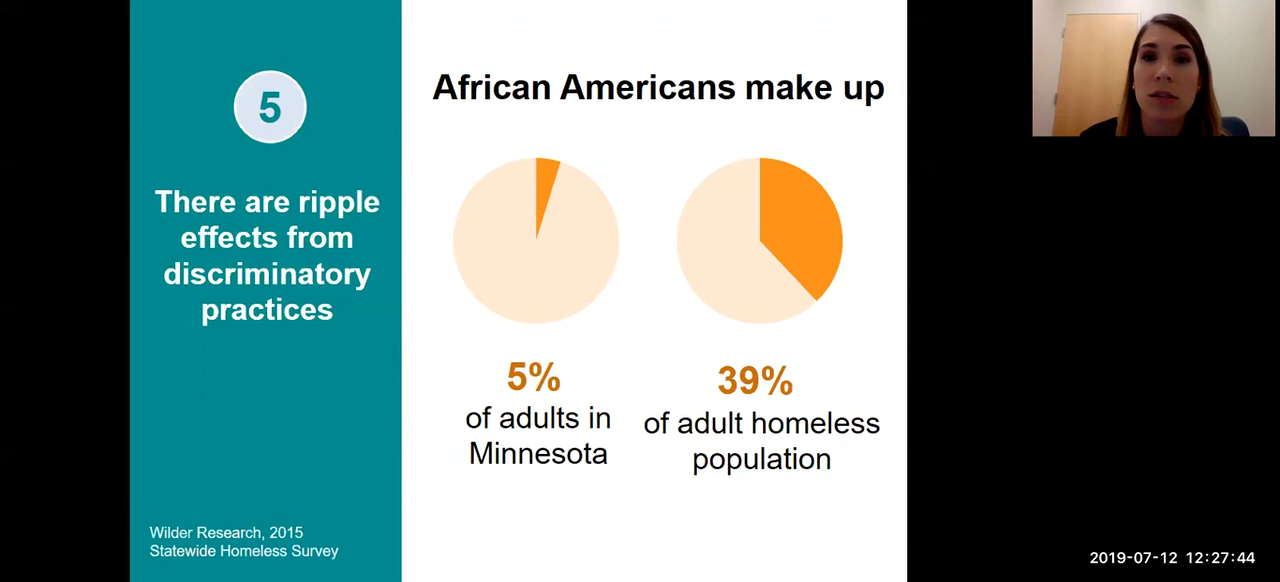 5
There are ripple
effects from
discriminatory
practices
Wilder Research, 2015
Statewide Homeless Survey
African Americans make up
5%
of adults in
Minnesota
39%
of adult homeless
population
2019-07-12 12:27:44